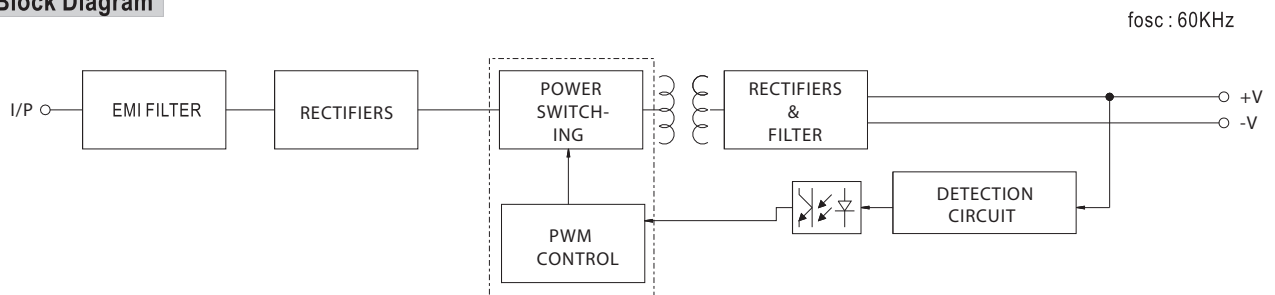 Block Diagram
fosc : 60KHz
I/P
EMI FILTER
RECTIFIERS
POWER
SWITCH-
ING
RECTIFIERS
&
FILTER
+V
-V
DETECTION
CIRCUIT
PWM
CONTROL